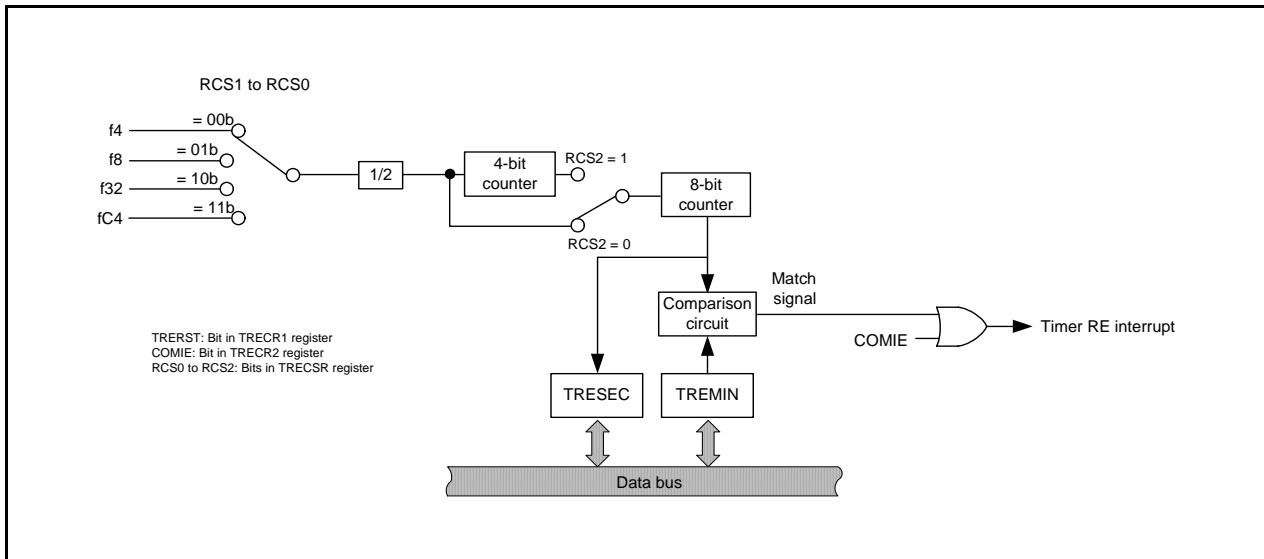 RCS1 to RCS0
f4
= 00b
f8
= 01b
f32
= 10b
fC4
= 11b
1/2
4-bit
counter
RCS2 = 1
RCS2 = 0
8-bit
counter
Comparison
circuit
Match
signal
COMIE
Timer RE interrupt
TRERST: Bit in TRECR1 register
COMIE: Bit in TRECR2 register
RCS0 to RCS2: Bits in TRECSR register
TRESEC
TREMIN
Data bus